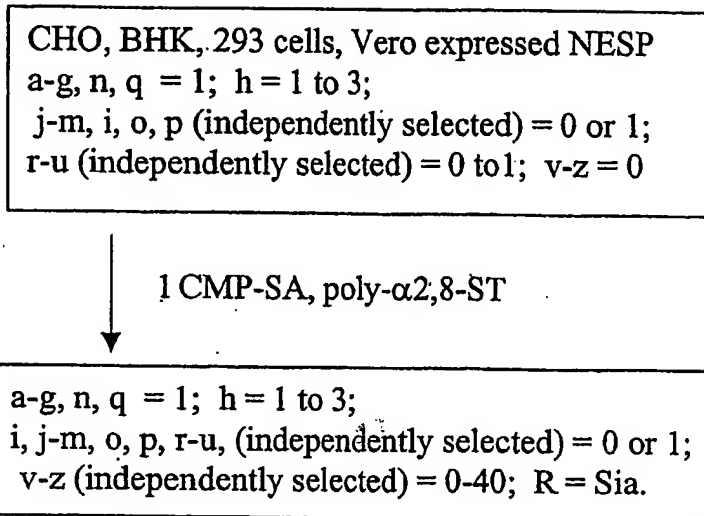 CHO, BHK, 293 cells, Vero expressed NESP
a-g, n, q = 1; h = 1 to 3;
j-m, i, o, p (independently selected) = 0 or 1;
r-u (independently selected) = 0 to1; v-z = 0
1 CMP-SA, poly-α2,8-ST
a-g, n, q = 1; h = 1 to 3;
i, j-m, o, p, r-u, (independently selected) = 0 or 1;
v-z (independently selected) = 0-40; R = Sia.